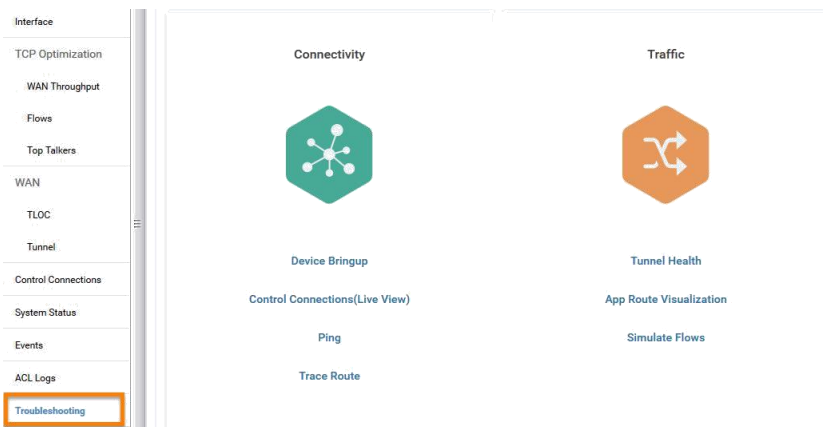 Interface
TCP Optimization
WAN Throughput
Flows
Top Talkers
WAN
TLOC
Tunnel
Control Connections
System Status
Events
ACL Logs
Troubleshooting
Connectivity
Device Bringup
Control Connections(Live View)
Ping
Trace Route
Traffic
Tunnel Health
App Route Visualization
Simulate Flows